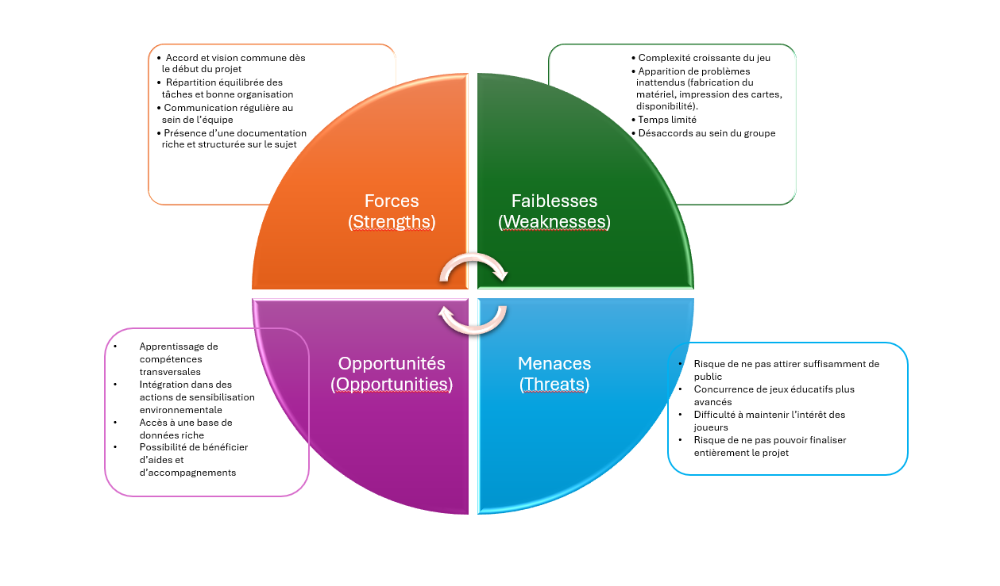 • Accord et vision commune dès
le début du projet
• Répartition équilibrée des
tâches et bonne organisation
• Communication régulière au
sein de l'équipe
• Présence d'une documentation
riche et structurée sur le sujet
• Complexité croissante du jeu
• Apparition de problèmes
inattendus (fabrication du
matériel, impression des cartes,
disponibilité).
• Temps limité
• Désaccords au sein du groupe
Forces
(Strengths)
Faiblesses
(Weaknesses)
Opportunités
(Opportunities)
Menaces
(Threats)
• Apprentissage de
compétences
transversales
• Intégration dans des
actions de sensibilisation
environnementale
• Accès à une base de
données riche
• Possibilité de bénéficier
d'aides et
d'accompagnements
• Risque de ne pas attirer suffisamment de
public
• Concurrence de jeux éducatifs plus
avancés
• Difficulté à maintenir l'intérêt des
joueurs
• Risque de ne pas pouvoir finaliser
entièrement le projet